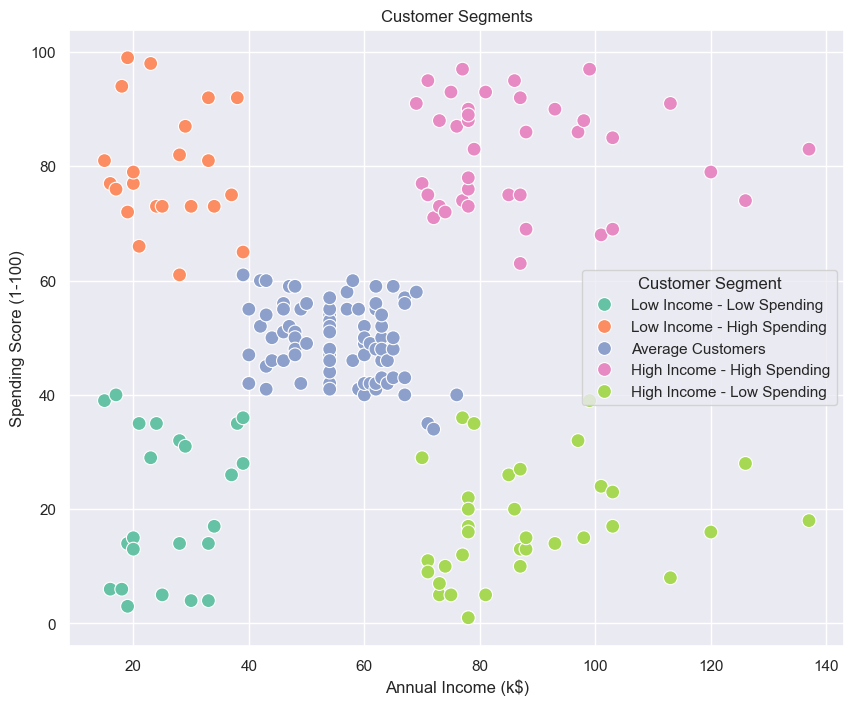 Customer Segments
100
80
60
40
20
0
Spending Score (1-100)
Customer Segment
Low Income - Low Spending
Low Income - High Spending
Average Customers
High Income - High Spending
High Income - Low Spending
20 40 60 80 100 120 140
Annual Income (k$)